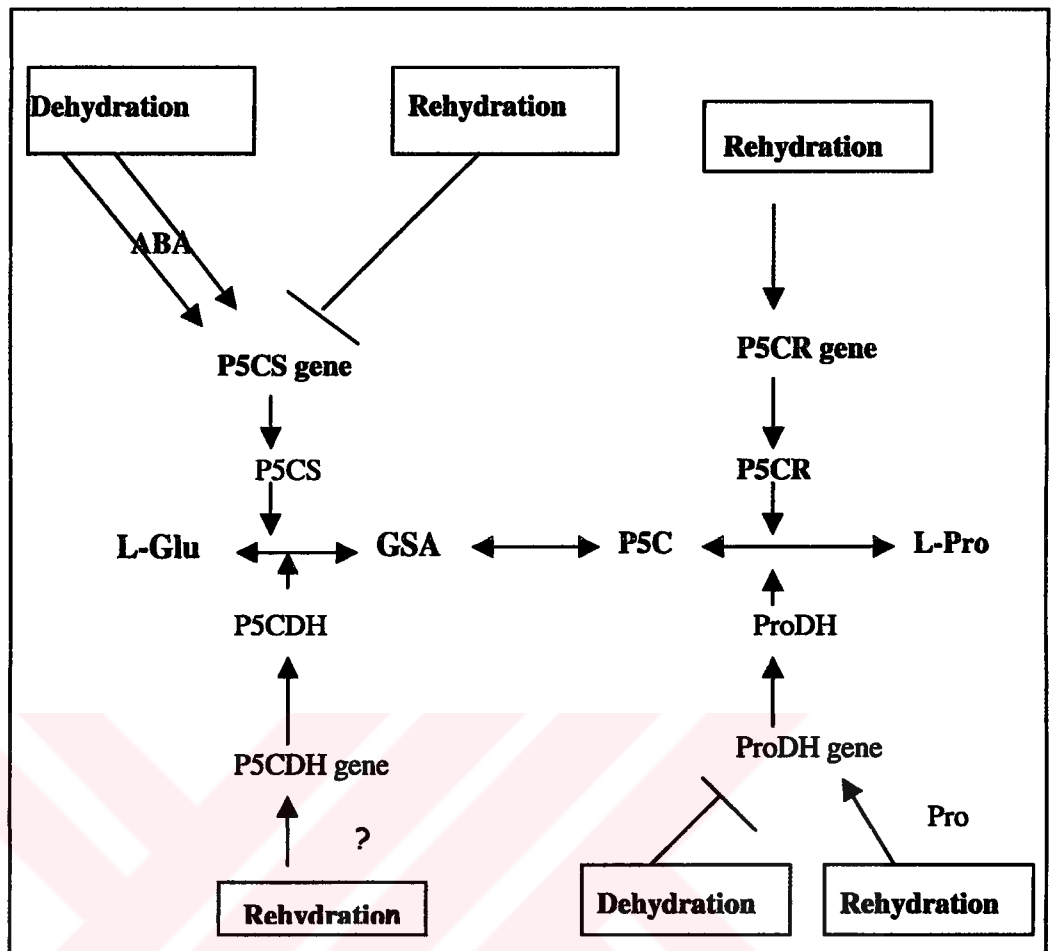 Dehydration
Rehydration
Rehydration
ABA
P5CS gene
P5CR gene
P5CS
P5CR
L-Glu GSA P5C L-Pro
P5CDH
ProDH
P5CDH gene
ProDH gene
?
Pro
Rehydration
Dehydration
Rehydration